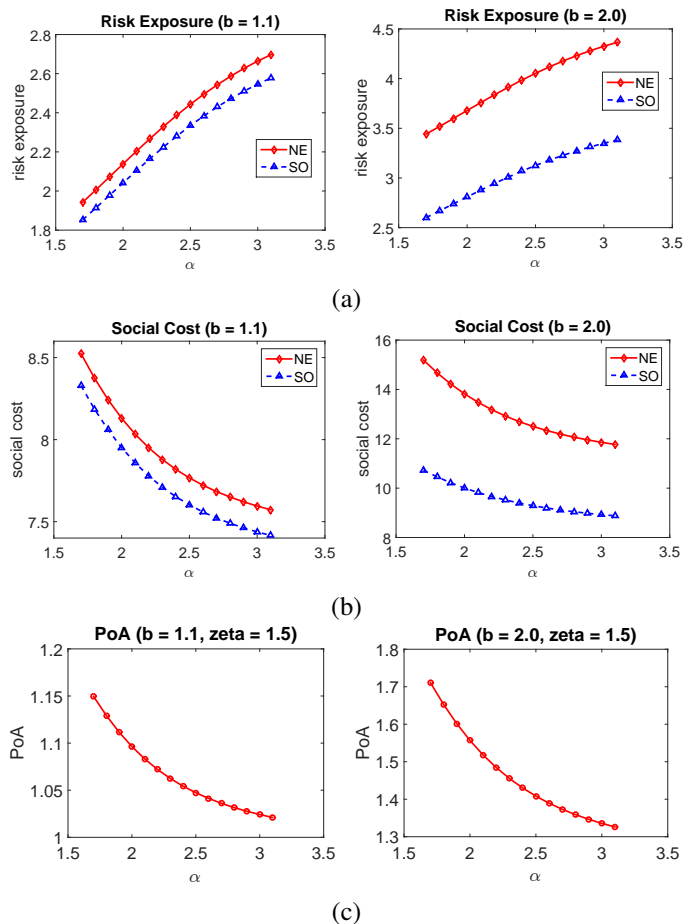 Risk Exposure (b = 1.1)
risk exposure
2.8
2.6
2.4
2.2
2
1.8
NE
SO
1.5 2 2.5 3 3.5
α
Risk Exposure (b = 2.0)
risk exposure
4.5
4
3.5
3
2.5
NE
SO
1.5 2 2.5 3 3.5
α
(a)
Social Cost (b = 1.1)
social cost
8.5
8
7.5
NE
SO
1.5 2 2.5 3 3.5
α
Social Cost (b = 2.0)
social cost
16
14
12
10
8
NE
SO
1.5 2 2.5 3 3.5
α
(b)
PoA (b = 1.1, zeta = 1.5)
PoA
1.2
1.15
1.1
1.05
1
1.5 2 2.5 3 3.5
α
PoA (b = 2.0, zeta = 1.5)
PoA
1.8
1.7
1.6
1.5
1.4
1.3
1.5 2 2.5 3 3.5
α
(c)